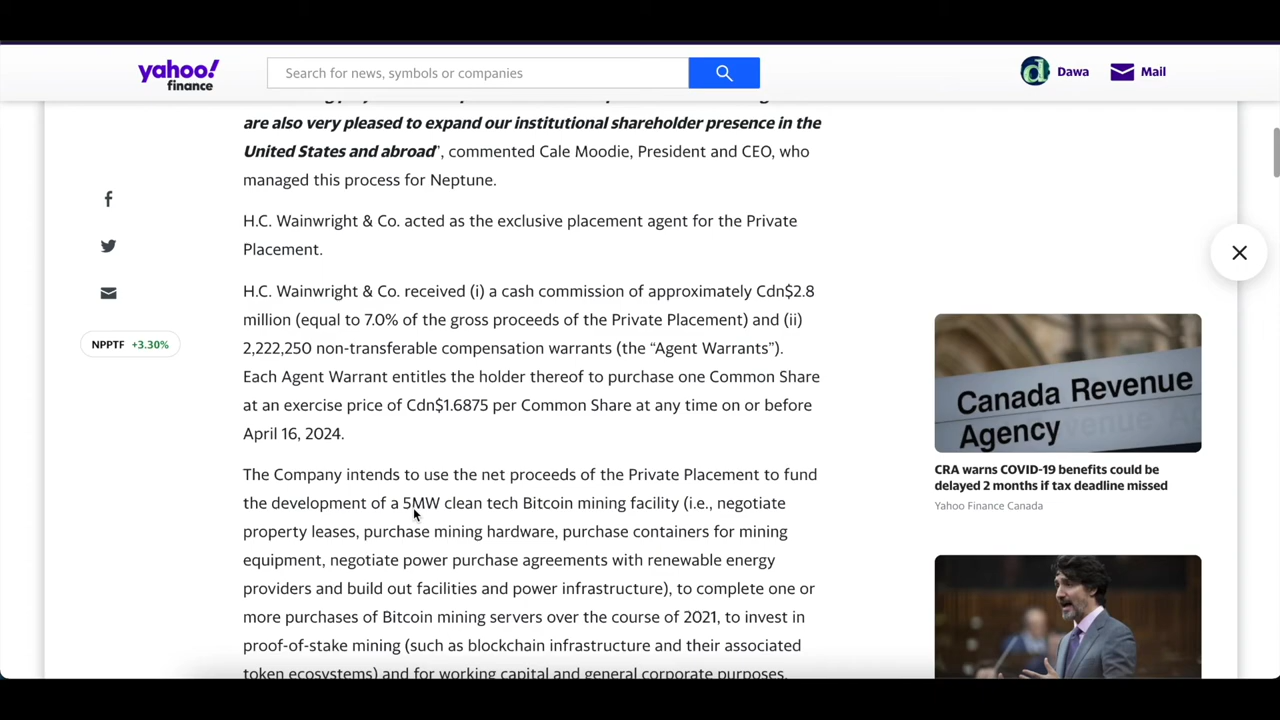 yahoo!
finance
Search for news, symbols or companies
Dawa
Mail
are also very pleased to expand our institutional shareholder presence in the
United States and abroad”, commented Cale Moodie, President and CEO, who
managed this process for Neptune.
H.C. Wainwright & Co. acted as the exclusive placement agent for the Private
Placement.
H.C. Wainwright & Co. received (i) a cash commission of approximately Cdn$2.8
million (equal to 7.0% of the gross proceeds of the Private Placement) and (ii)
2,222,250 non-transferable compensation warrants (the “Agent Warrants”).
Each Agent Warrant entitles the holder thereof to purchase one Common Share
at an exercise price of Cdn$1.6875 per Common Share at any time on or before
April 16, 2024.
The Company intends to use the net proceeds of the Private Placement to fund
the development of a 5MW clean tech Bitcoin mining facility (i.e., negotiate
property leases, purchase mining hardware, purchase containers for mining
equipment, negotiate power purchase agreements with renewable energy
providers and build out facilities and power infrastructure), to complete one or
more purchases of Bitcoin mining servers over the course of 2021, to invest in
proof-of-stake mining (such as blockchain infrastructure and their associated
token ecosystems) and for working capital and general corporate purposes.
NPPTF +3.30%
Canada Revenue
Agency
CRA warns COVID-19 benefits could be
delayed 2 months if tax deadline missed
Yahoo Finance Canada